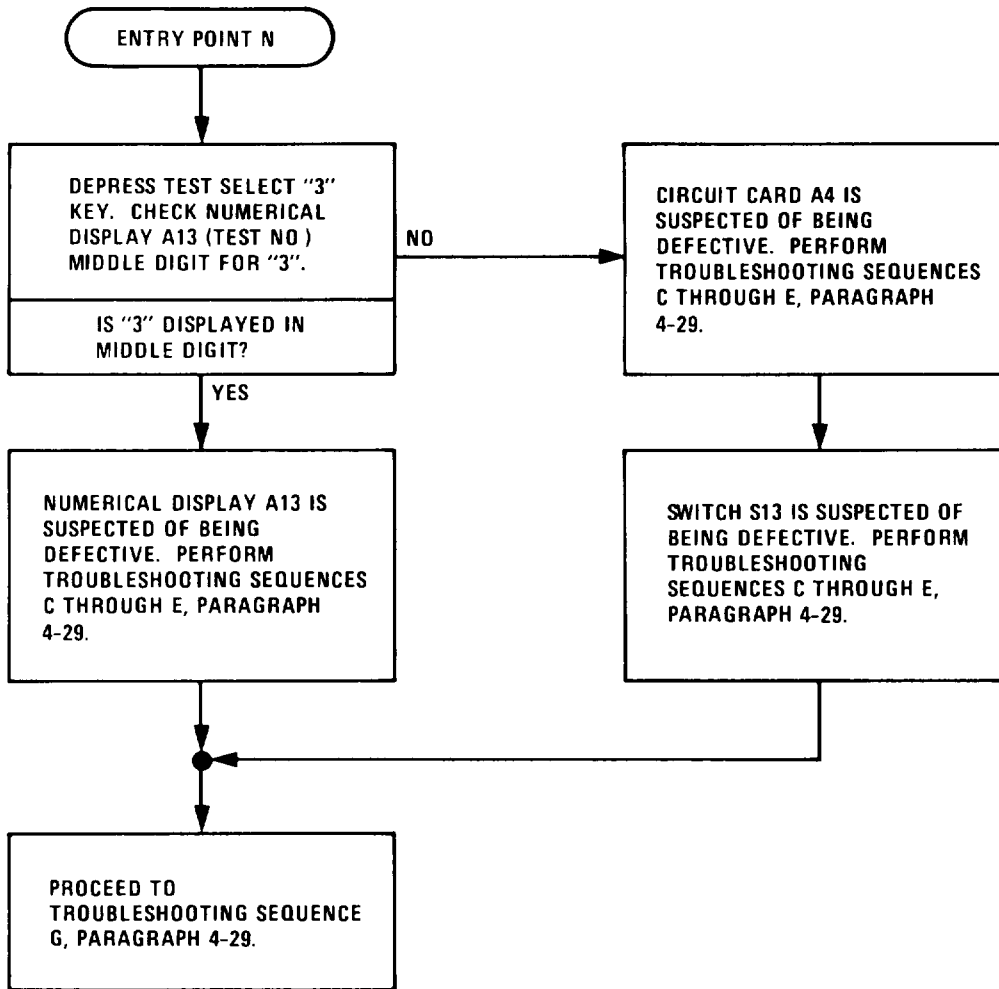 ENTRY POINT N
DEPRESS TEST SELECT "3"
KEY. CHECK NUMERICAL
DISPLAY A13 (TEST NO)
MIDDLE DIGIT FOR "3".
IS "3" DISPLAYED IN
MIDDLE DIGIT?
NO
YES
CIRCUIT CARD A4 IS
SUSPECTED OF BEING
DEFECTIVE. PERFORM
TROUBLESHOOTING SEQUENCES
C THROUGH E, PARAGRAPH
4-29.
NUMERICAL DISPLAY A13 IS
SUSPECTED OF BEING
DEFECTIVE. PERFORM
TROUBLESHOOTING SEQUENCES
C THROUGH E, PARAGRAPH
4-29.
SWITCH S13 IS SUSPECTED OF
BEING DEFECTIVE. PERFORM
TROUBLESHOOTING
SEQUENCES C THROUGH E,
PARAGRAPH 4-29.
PROCEED TO
TROUBLESHOOTING SEQUENCE
G, PARAGRAPH 4-29.